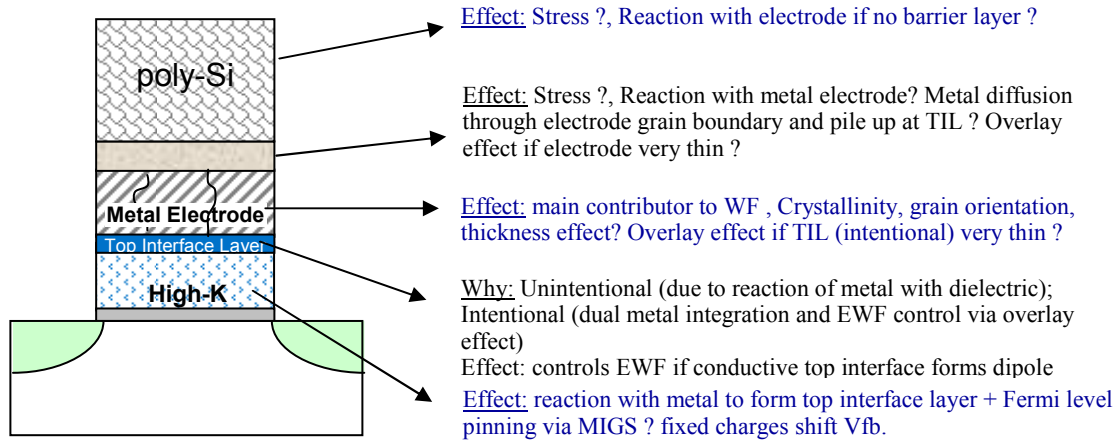 Effect: Stress ?, Reaction with electrode if no barrier layer ?
poly-Si
Effect: Stress ?, Reaction with metal electrode? Metal diffusion
through electrode grain boundary and pile up at TIL ? Overlay
effect if electrode very thin ?
Metal Electrode
Effect: main contributor to WF , Crystallinity, grain orientation,
thickness effect? Overlay effect if TIL (intentional) very thin ?
Top Interface Layer
High-K
Why: Unintentional (due to reaction of metal with dielectric);
Intentional (dual metal integration and EWF control via overlay
effect)
Effect: controls EWF if conductive top interface forms dipole
Effect: reaction with metal to form top interface layer + Fermi level
pinning via MIGS ? fixed charges shift Vfb.